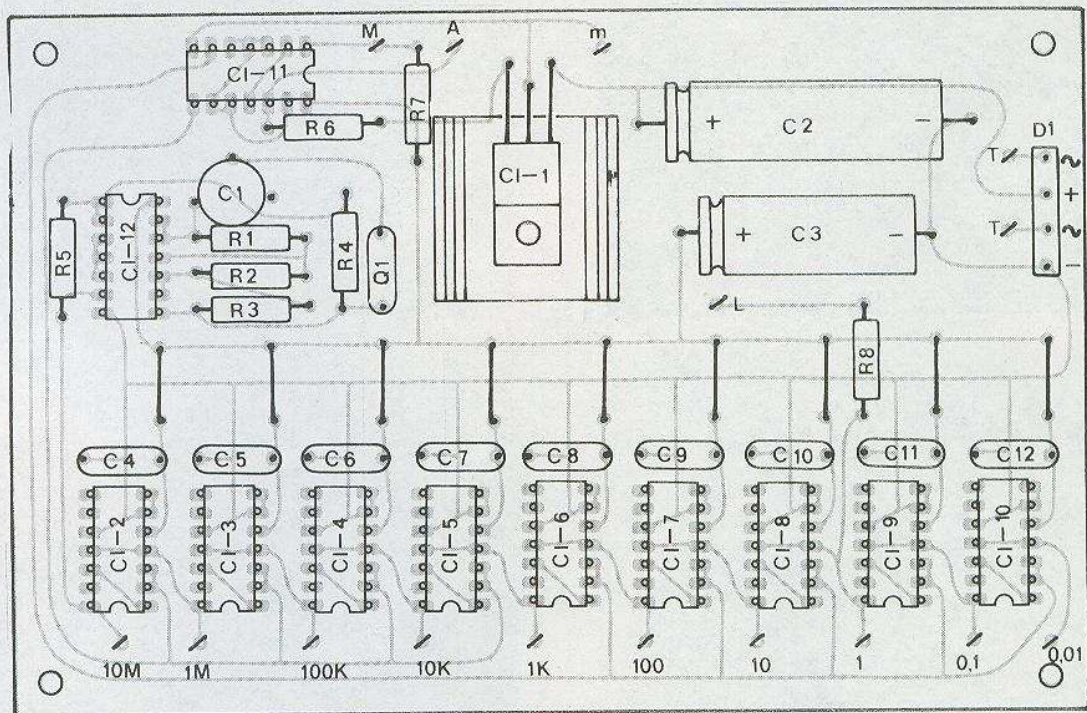 M A m
CI-11
R7
R6
+ C2 -
D1
T ~
+
T ~
-
CI-1
C1
CI-12
R5
R1
R2
R3
R4
Q1
+ C3 -
L
R8
C4 C5 C6 C7 C8 C9 C10 C11 C12
CI-2 CI-3 CI-4 CI-5 CI-6 CI-7 CI-8 CI-9 CI-10
10M 1M 100K 10K 1K 100 10 1 0,1 0,01